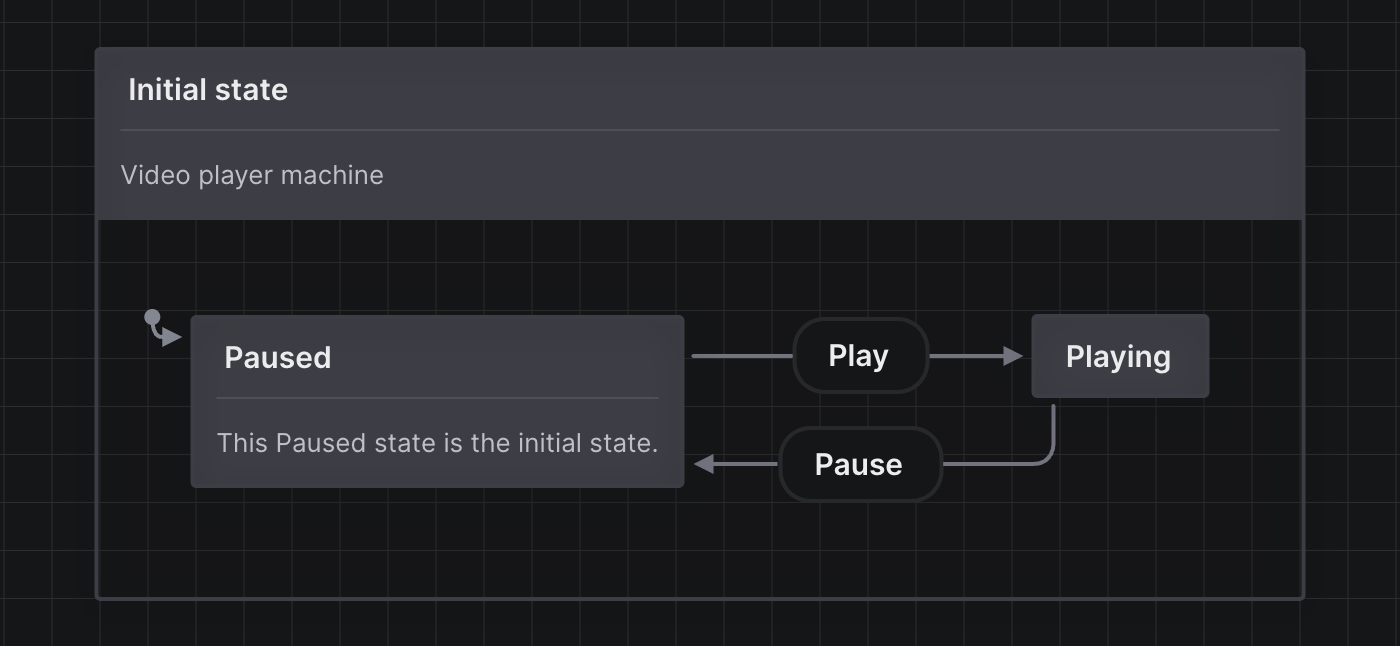 Initial state
Video player machine
Paused
This Paused state is the initial state.
Play
Playing
Pause